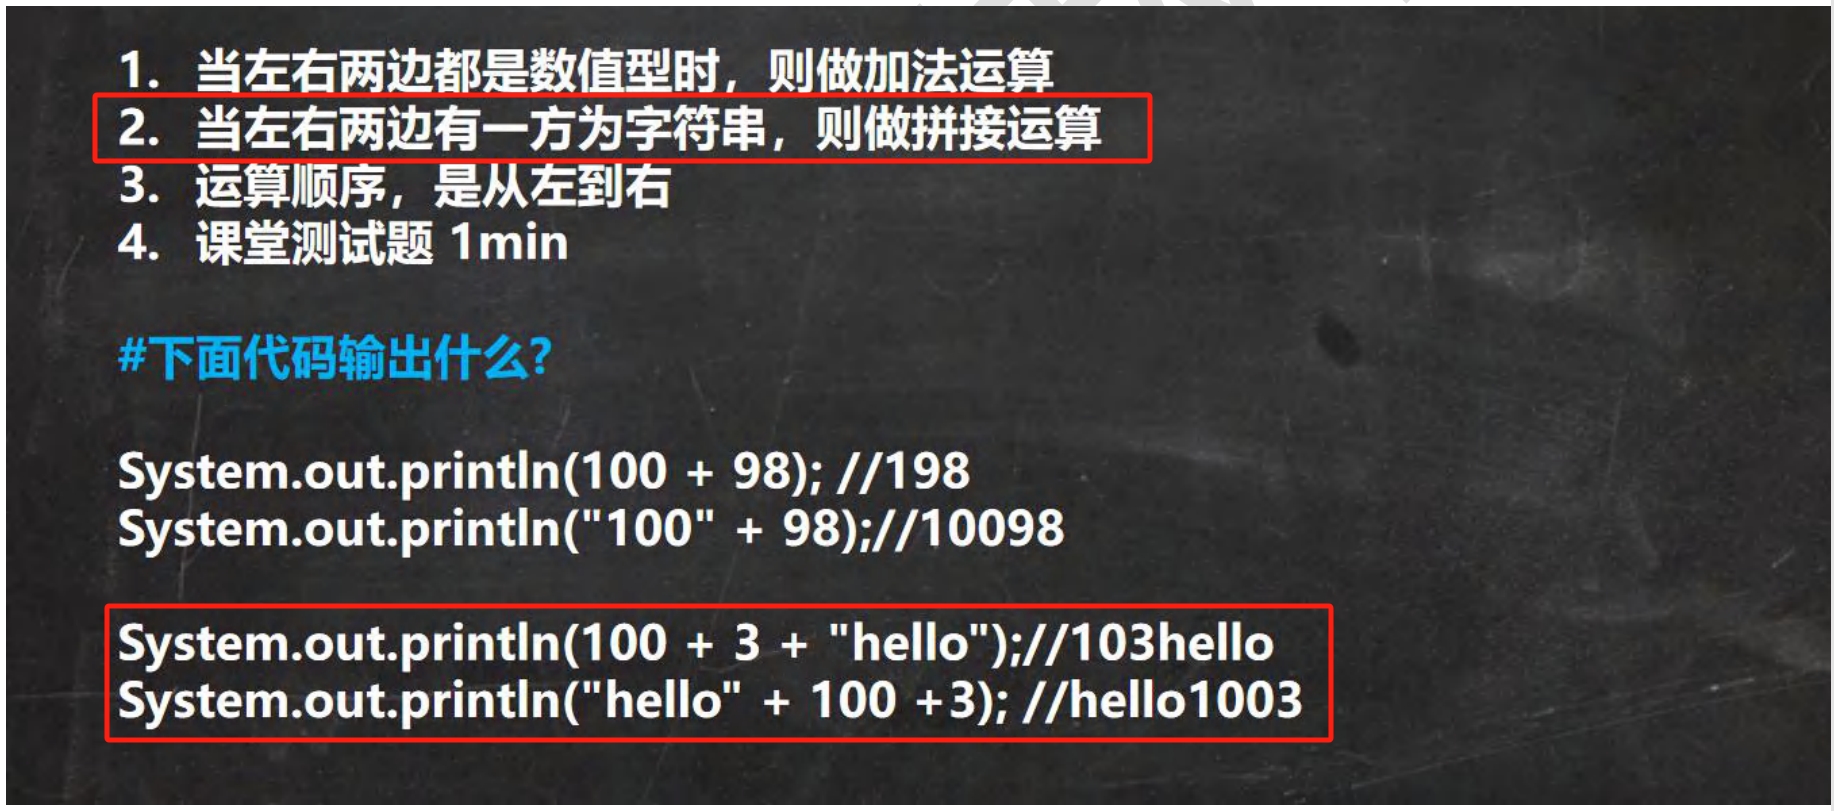 1. 当左右两边都是数值型时，则做加法运算
2. 当左右两边有一方为字符串，则做拼接运算
3. 运算顺序，是从左到右
4. 课堂测试题 1min
#下面代码输出什么?
System.out.println(100 + 98); //198
System.out.println("100" + 98);//10098
System.out.println(100 + 3 + "hello");//103hello
System.out.println("hello" + 100 +3); //hello1003